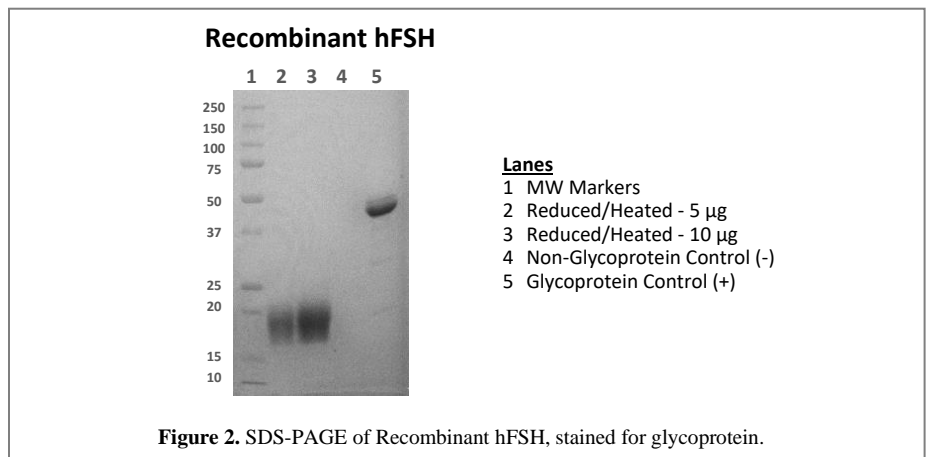 Recombinant hFSH
1 2 3 4 5
250
150
100
75
50
37
25
20
15
10
Lanes
1 MW Markers
2 Reduced/Heated - 5 µg
3 Reduced/Heated - 10 µg
4 Non-Glycoprotein Control (-)
5 Glycoprotein Control (+)
Figure 2. SDS-PAGE of Recombinant hFSH, stained for glycoprotein.